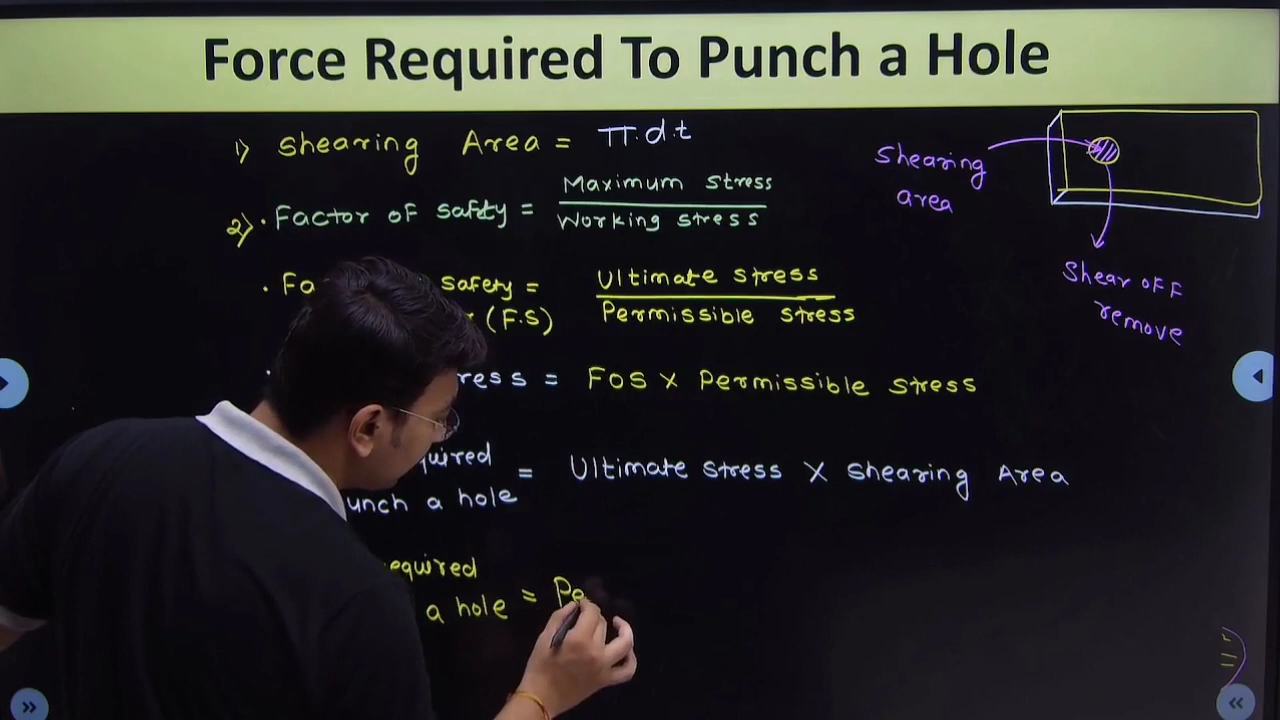 Force Required To Punch a Hole
1) Shearing Area = π.d.t
2) . Factor of safety = Maximum stress
Working stress
. Fa safety = Ultimate stress
(F.S) Permissible stress
ress = FOS X Permissible stress
quired
unch a hole = Ultimate stress X Shearing Area
equired
a hole = Pe
Shearing
area
Shear off
remove